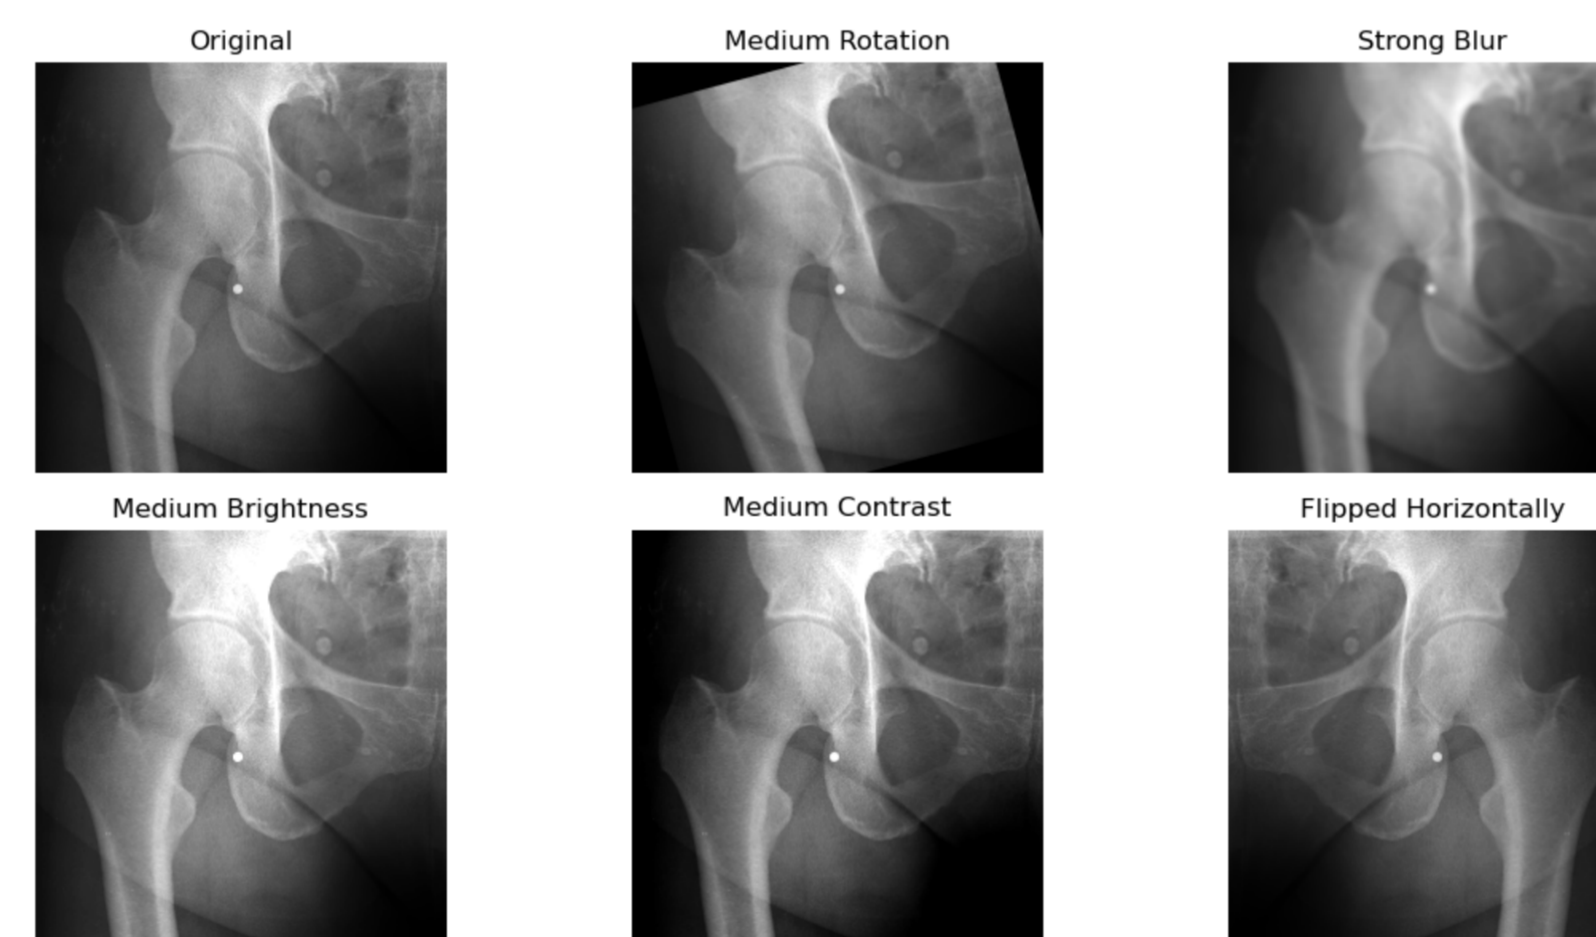 Original
Medium Rotation
Strong Blur
Medium Brightness
Medium Contrast
Flipped Horizontally